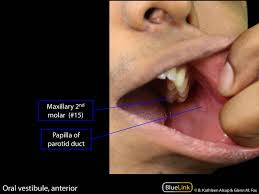 Maxillary 2nd
molar (#15)
Papilla of
parotid duct
Oral vestibule, anterior
BlueLink
© B. Kathleen Alsup & Glenn M. Fox